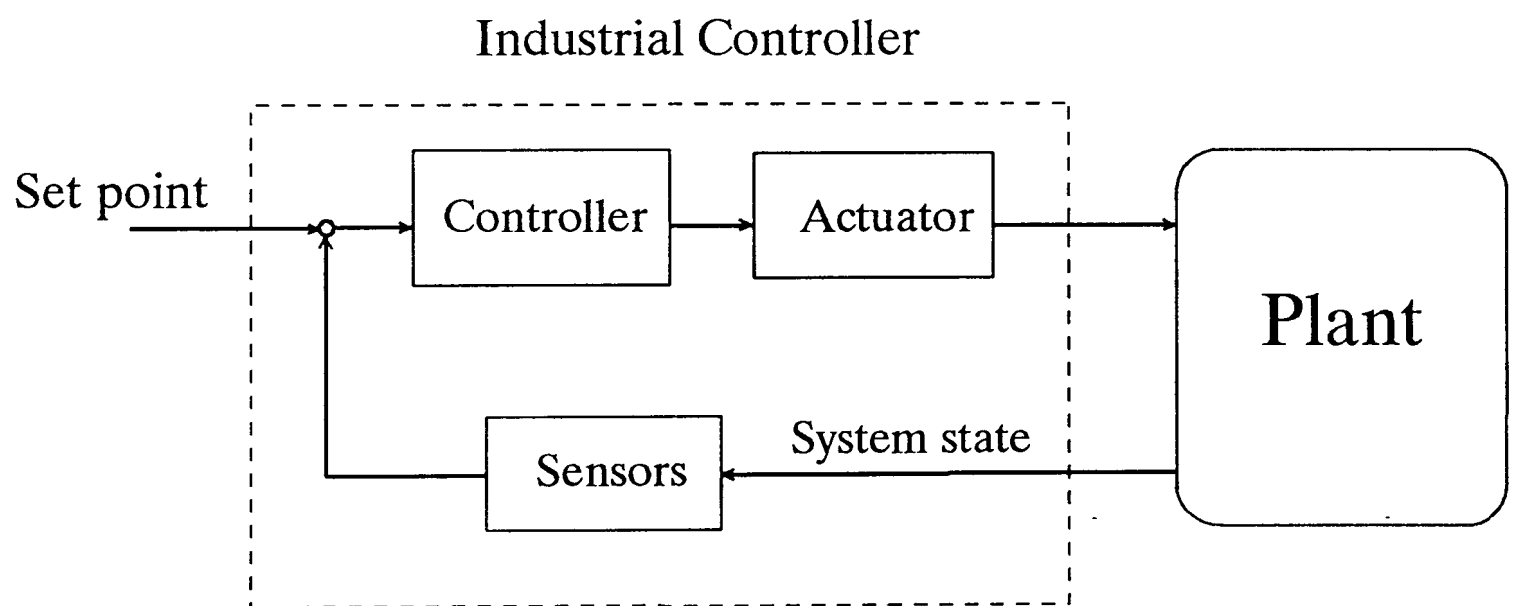 Industrial Controller
Set point
Controller
Actuator
Plant
System state
Sensors